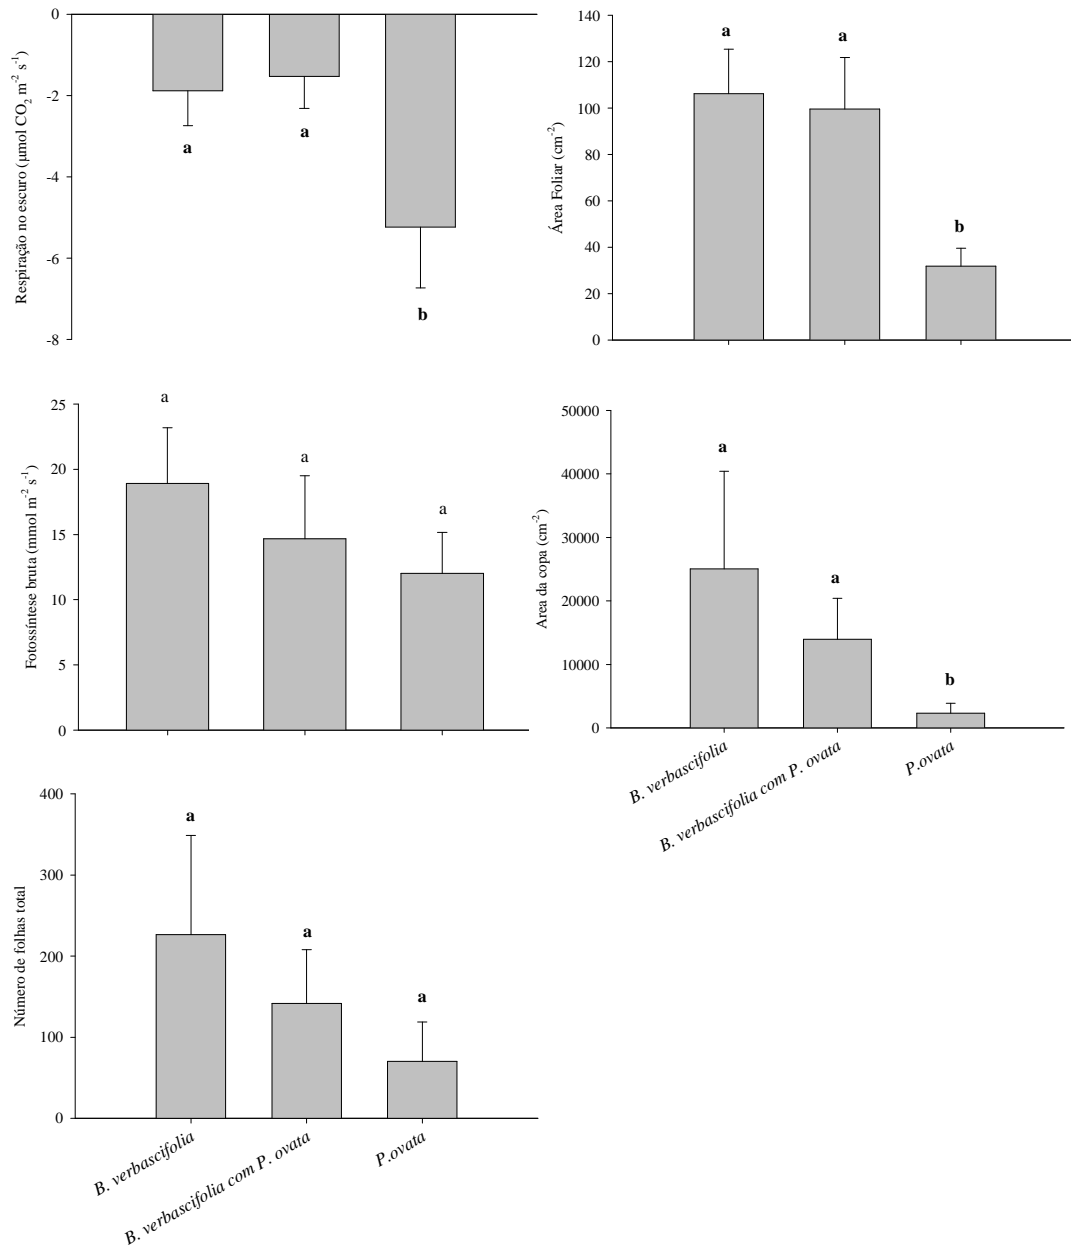 Respiração no escuro (μmol CO2 m-2 s-1)
0
-2
-4
-6
-8
a
a
b
Área Foliar (cm-2)
140
120
100
80
60
40
20
0
a
a
b
Fotossíntese bruta (mmol m-2 s-1)
25
20
15
10
5
0
a
a
a
Area da copa (cm-2)
50000
40000
30000
20000
10000
0
a
a
b
B. verbascifolia
B. verbascifolia com P. ovata
P.ovata
Número de folhas total
400
300
200
100
0
a
a
a
B. verbascifolia
B. verbascifolia com P. ovata
P.ovata